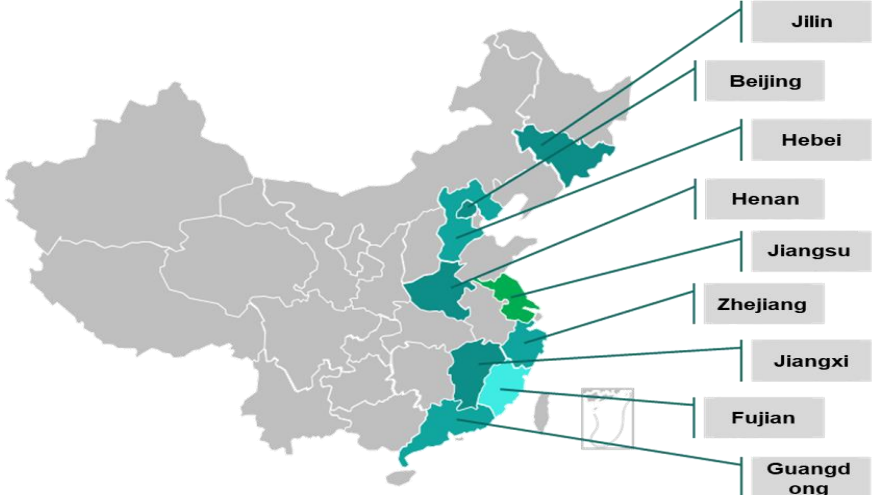 Jilin
Beijing
Hebei
Henan
Jiangsu
Zhejiang
Jiangxi
Fujian
Guangd
ong